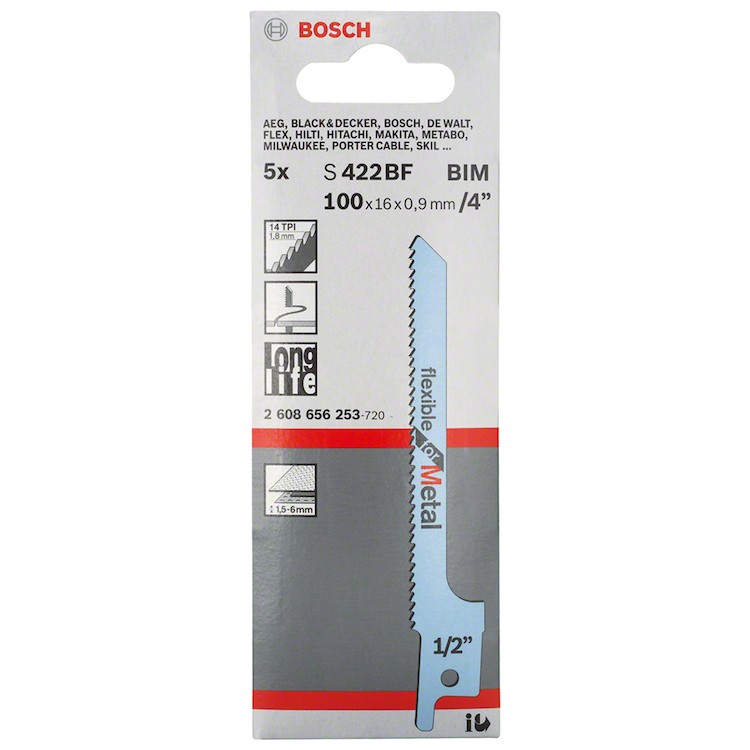 BOSCH
AEG, BLACK&DECKER, BOSCH, DE WALT,
FLEX, HILTI, HITACHI, MAKITA, METABO,
MILWAUKEE, PORTER CABLE, SKIL ...
5x S 422 BF BIM
100 x 16 x 0,9 mm /4”
14 TPI
1,8 mm
Long
Life
2 608 656 253-720
flexible
for
Metal
1,5-6mm
1/2”